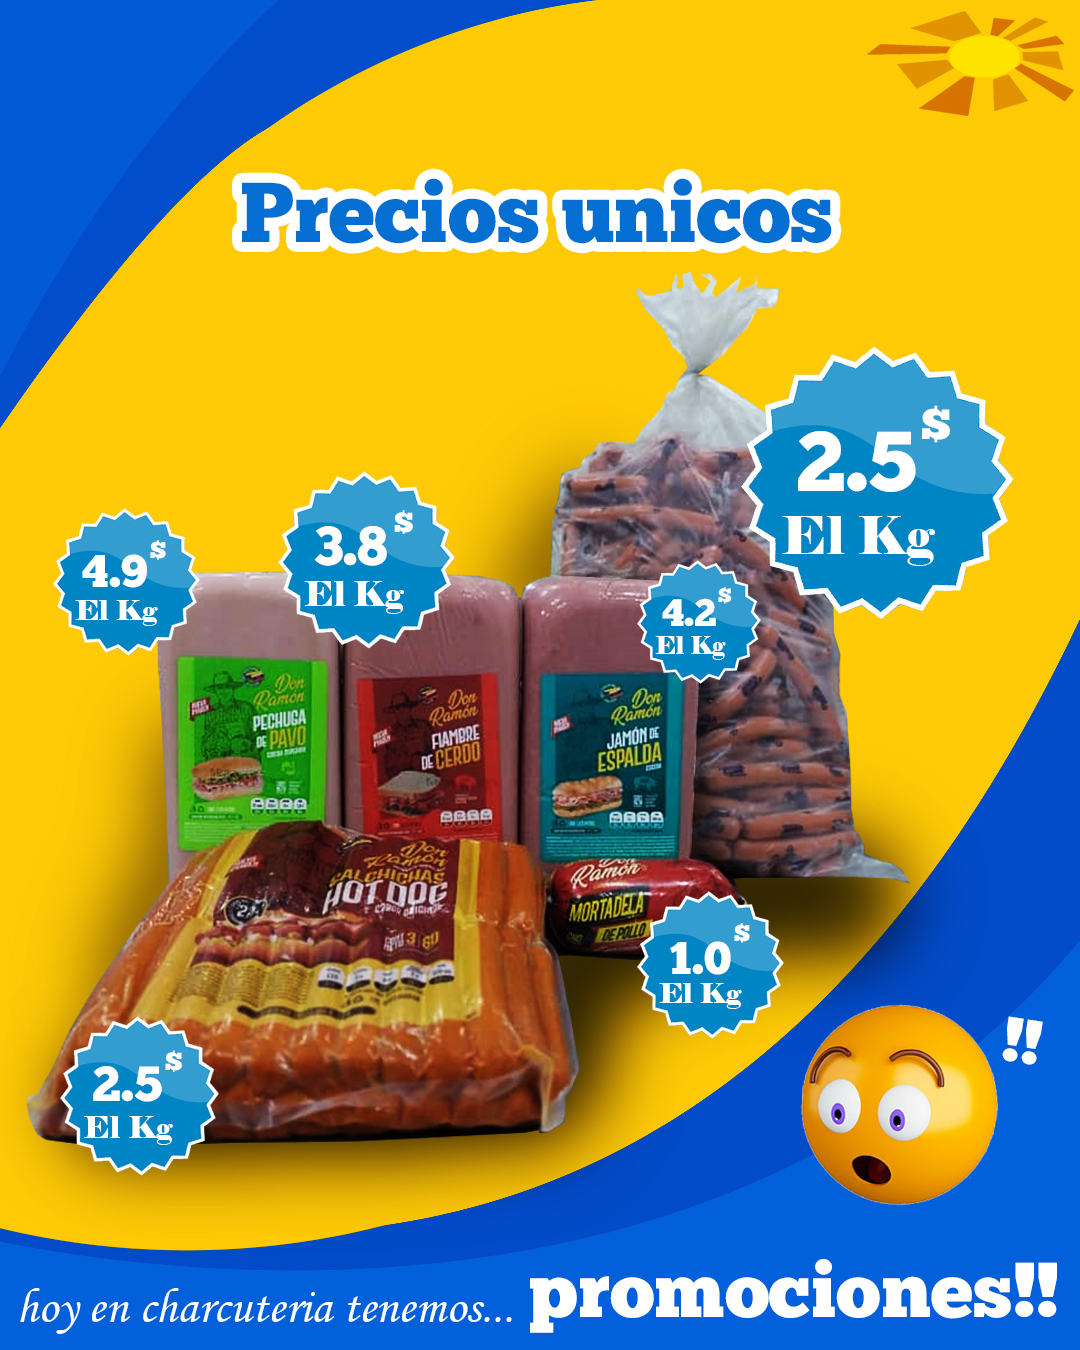 Precios unicos
2.5$
El Kg
3.8$
El Kg
4.9$
El Kg
4.2$
El Kg
Don
Ramón
PECHUGA
DE PAVO
Don
Ramón
FIAMBRE
DE CERDO
Don
Ramón
JAMÓN DE
ESPALDA
Don
Ramón
SALCHICHAS
HOT DOG
Don
Ramón
MORTADELA
DE POLLO
1.0$
El Kg
2.5$
El Kg
!!
hoy en charcuteria tenemos... promociones!!